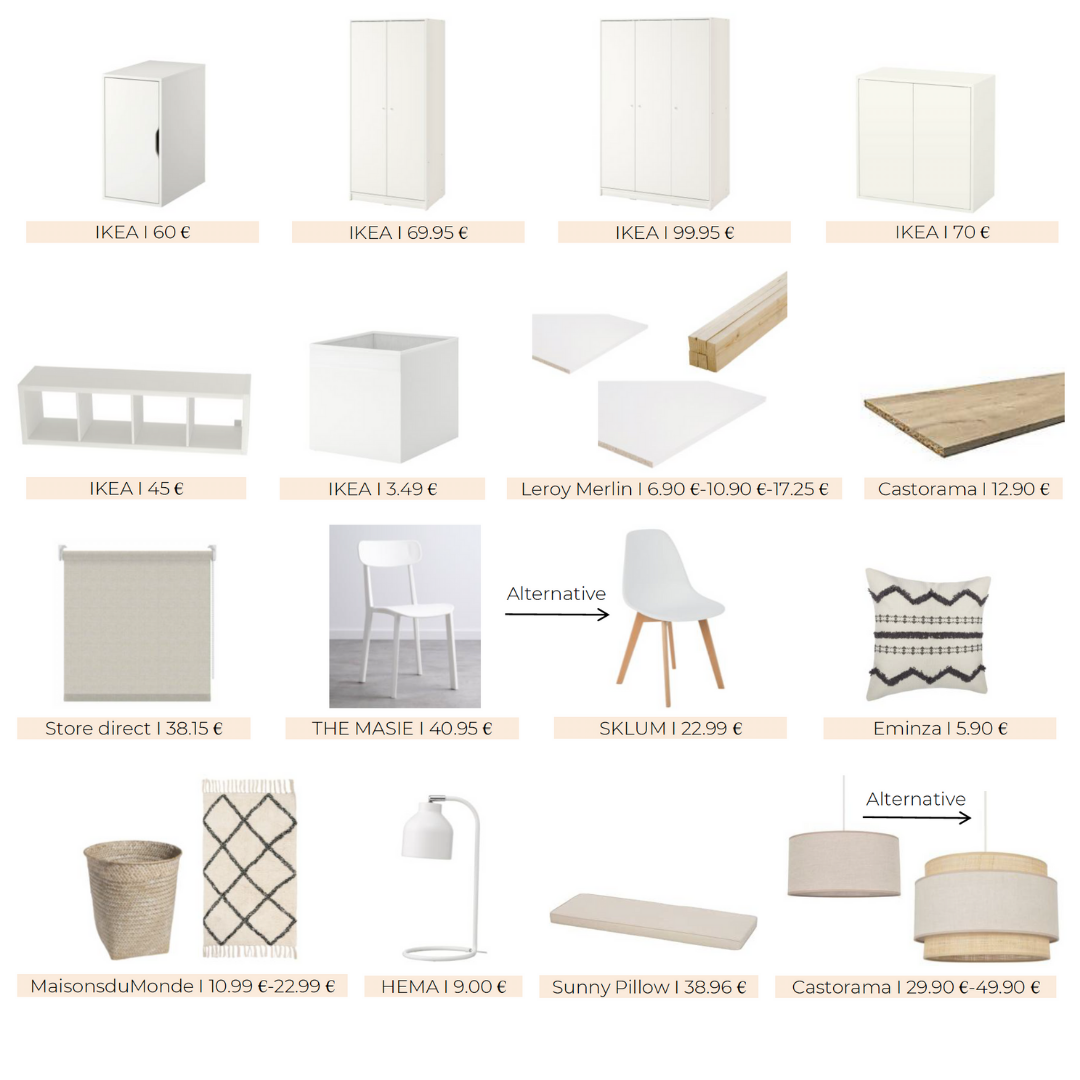 IKEA I 60 €
IKEA I 69.95 €
IKEA I 99.95 €
IKEA I 70 €
IKEA I 45 €
IKEA I 3.49 €
Leroy Merlin I 6.90 €-10.90 €-17.25 €
Castorama I 12.90 €
Alternative
Store direct I 38.15 €
THE MASIE I 40.95 €
SKLUM I 22.99 €
Eminza I 5.90 €
Alternative
MaisonsduMonde I 10.99 €-22.99 €
HEMA I 9.00 €
Sunny Pillow I 38.96 €
Castorama I 29.90 €-49.90 €